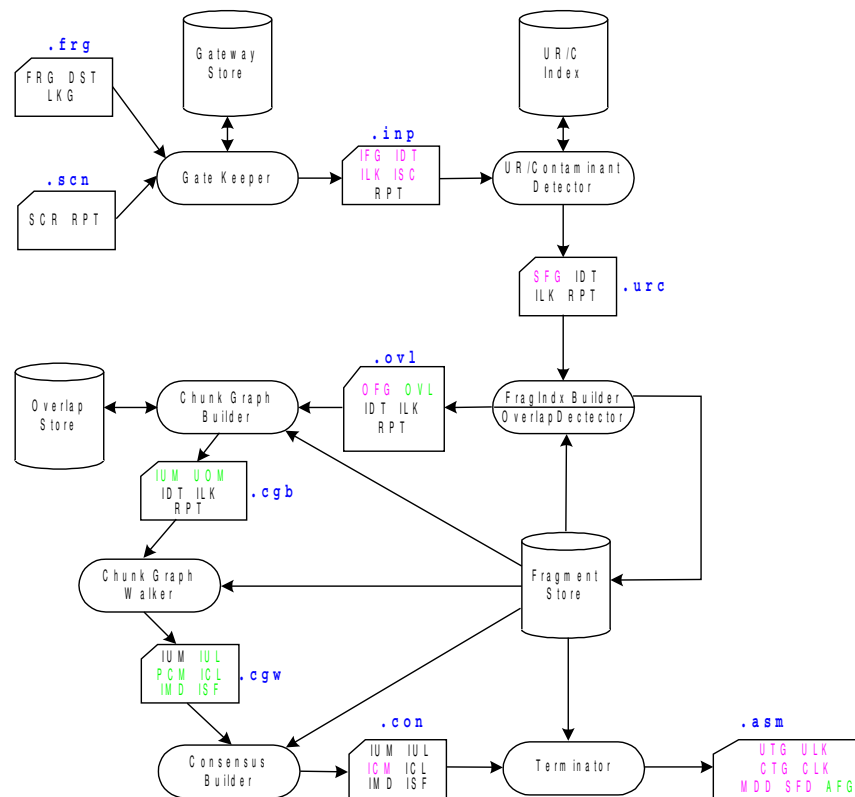 .frg
FRG DST
LKG
Gateway
Store
UR/C
Index
.inp
IFG IDT
ILK ISC
RPT
Gate Keeper
UR/Contaminant
Detector
.scn
SCR RPT
SFG IDT
ILK RPT
.urc
.ovl
OFG OVL
IDT ILK
RPT
Overlap
Store
Chunk Graph
Builder
FragIndx Builder
OverlapDectector
IUM UOM
IDT ILK
RPT
.cgb
Chunk Graph
Walker
Fragment
Store
IUM IUL
PCM ICL
IMD ISF
.cgw
.con
.asm
Consensus
Builder
IUM IUL
ICM ICL
IMD ISF
Terminator
UTG ULK
CTG CLK
MDD SFD AFG